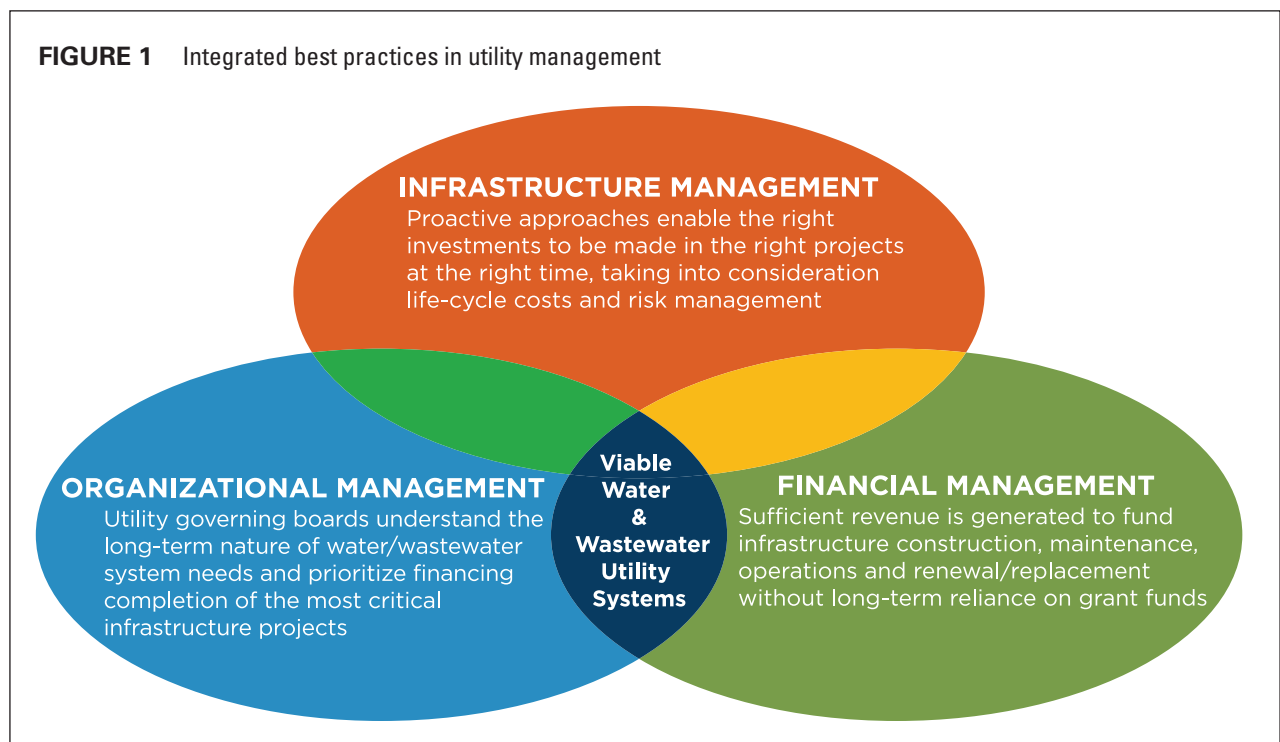 FIGURE 1 Integrated best practices in utility management
INFRASTRUCTURE MANAGEMENT
Proactive approaches enable the right
investments to be made in the right projects
at the right time, taking into consideration
life-cycle costs and risk management
ORGANIZATIONAL MANAGEMENT
Utility governing boards understand the
long-term nature of water/wastewater
system needs and prioritize financing
completion of the most critical
infrastructure projects
Viable
Water
&
Wastewater
Utility
Systems
FINANCIAL MANAGEMENT
Sufficient revenue is generated to fund
infrastructure construction, maintenance,
operations and renewal/replacement
without long-term reliance on grant funds